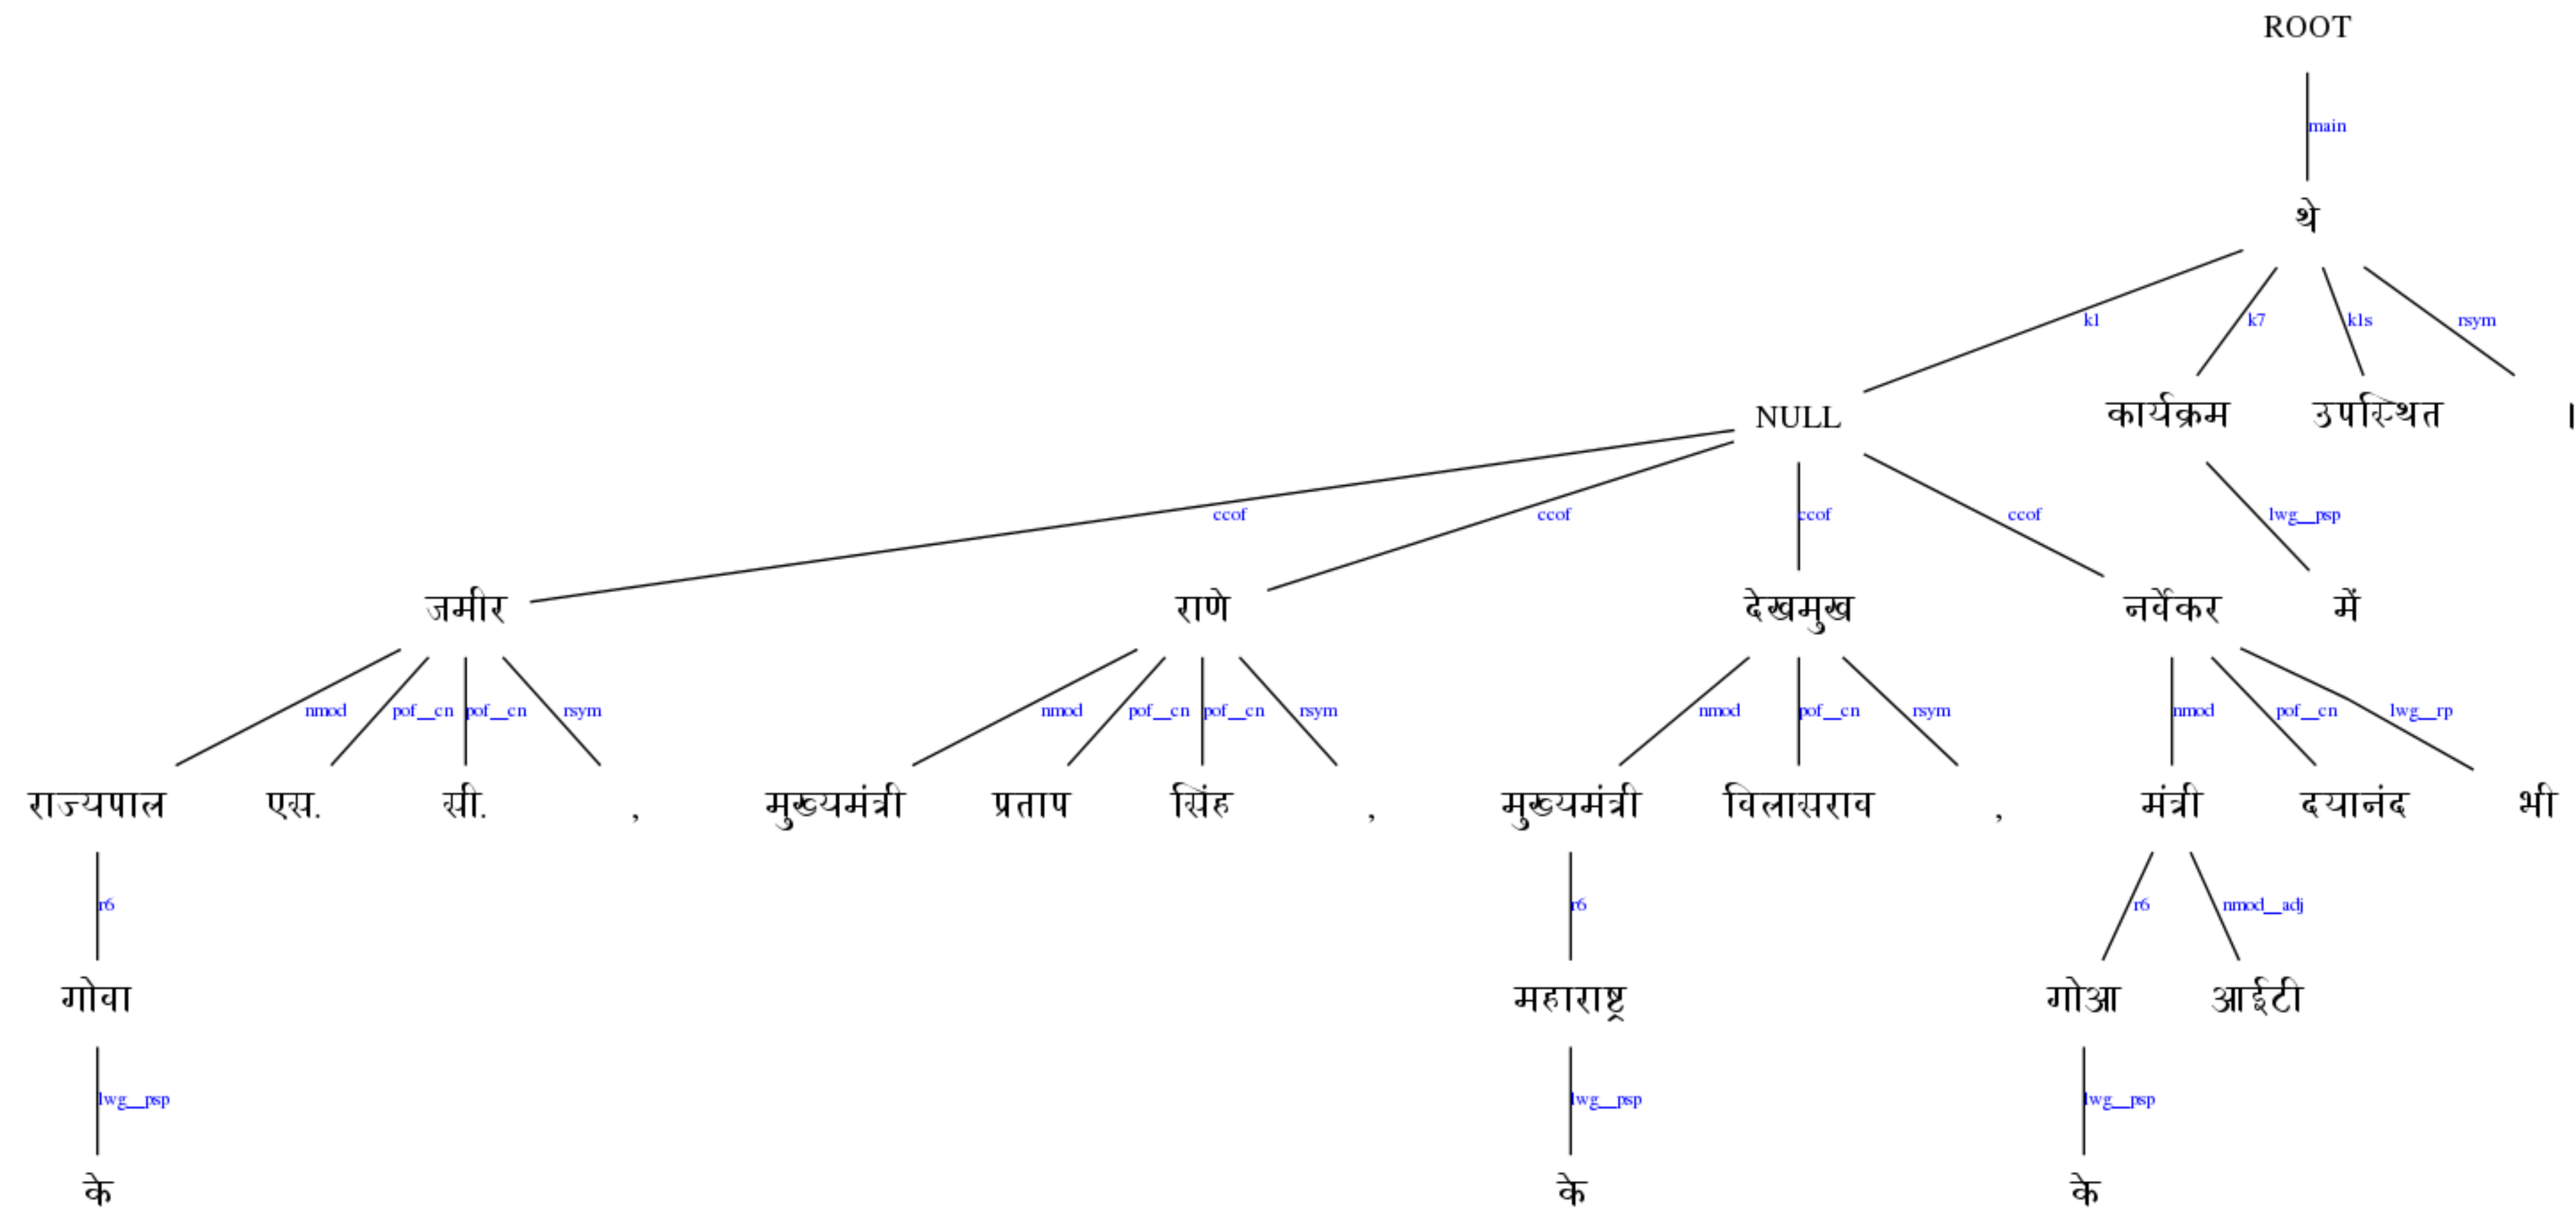 ROOT
main
थे
k1 k7 k1s rsym
NULL कार्यक्रम उपस्थित ।
ccof ccof ccof ccof lwg__psp
जमीर राणे देखमुख नर्वेकर में
nmod pof__cn pof__cn rsym nmod pof__cn pof__cn rsym nmod pof__cn rsym nmod pof__cn lwg__rp
राज्यपाल एस. सी. , मुख्यमंत्री प्रताप सिंह , मुख्यमंत्री विलासराव , मंत्री दयानंद भी
r6 r6 r6 nmod__adj
गोवा महाराष्ट्र गोआ आईटी
lwg__psp lwg__psp lwg__psp
के के के